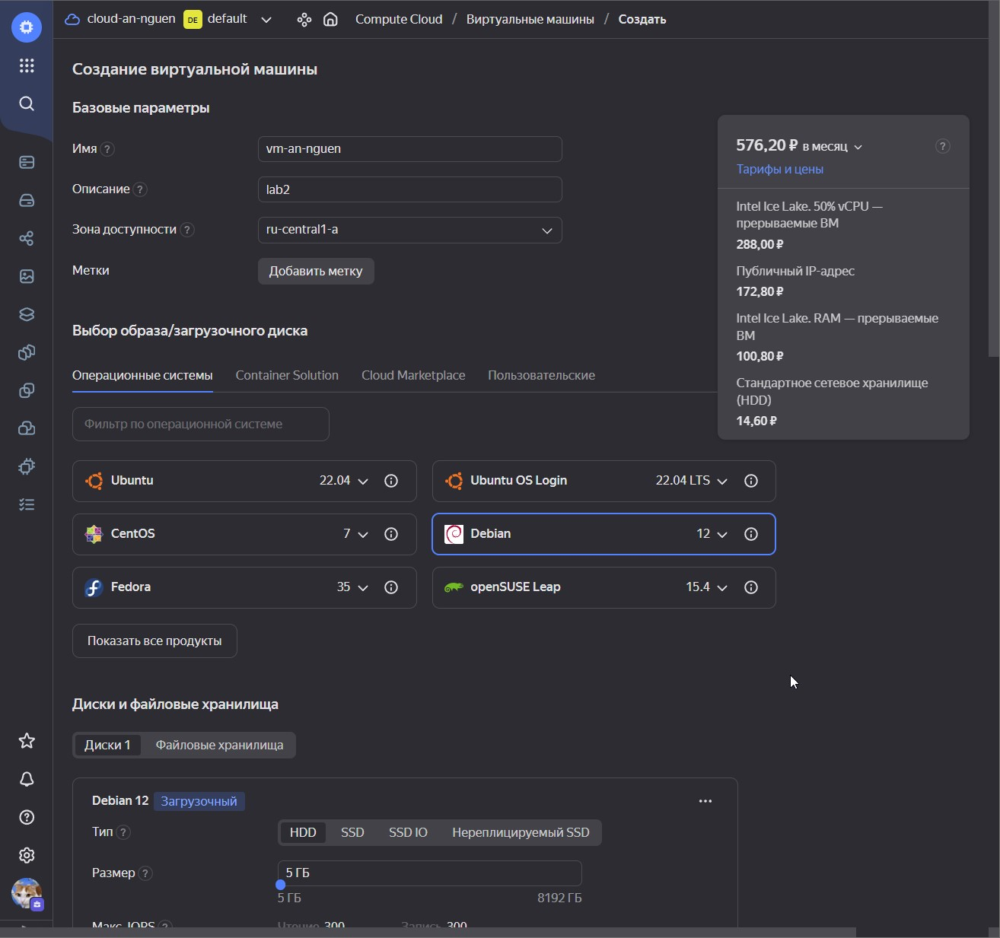 cloud-an-nguen DE default Compute Cloud / Виртуальные машины / Создать
Создание виртуальной машины
Базовые параметры
Имя ? vm-an-nguen
Описание ? lab2
Зона доступности ? ru-central1-a
Метки Добавить метку
576,20 ₽ в месяц ?
Тарифы и цены
Intel Ice Lake. 50% vCPU —
прерываемые ВМ
288,00 ₽
Публичный IP-адрес
172,80 ₽
Intel Ice Lake. RAM — прерываемые
ВМ
100,80 ₽
Стандартное сетевое хранилище
(HDD)
14,60 ₽
Выбор образа/загрузочного диска
Операционные системы Container Solution Cloud Marketplace Пользовательские
Фильтр по операционной системе
Ubuntu 22.04
Ubuntu OS Login 22.04 LTS
CentOS 7
Debian 12
Fedora 35
openSUSE Leap 15.4
Показать все продукты
Диски и файловые хранилища
Диски 1 Файловые хранилища
Debian 12 Загрузочный
Тип ? HDD SSD SSD IO Нереплицируемый SSD
Размер ? 5 ГБ
5 ГБ 8192 ГБ
Макс. IOPS ? Чтение 300 Запись 300